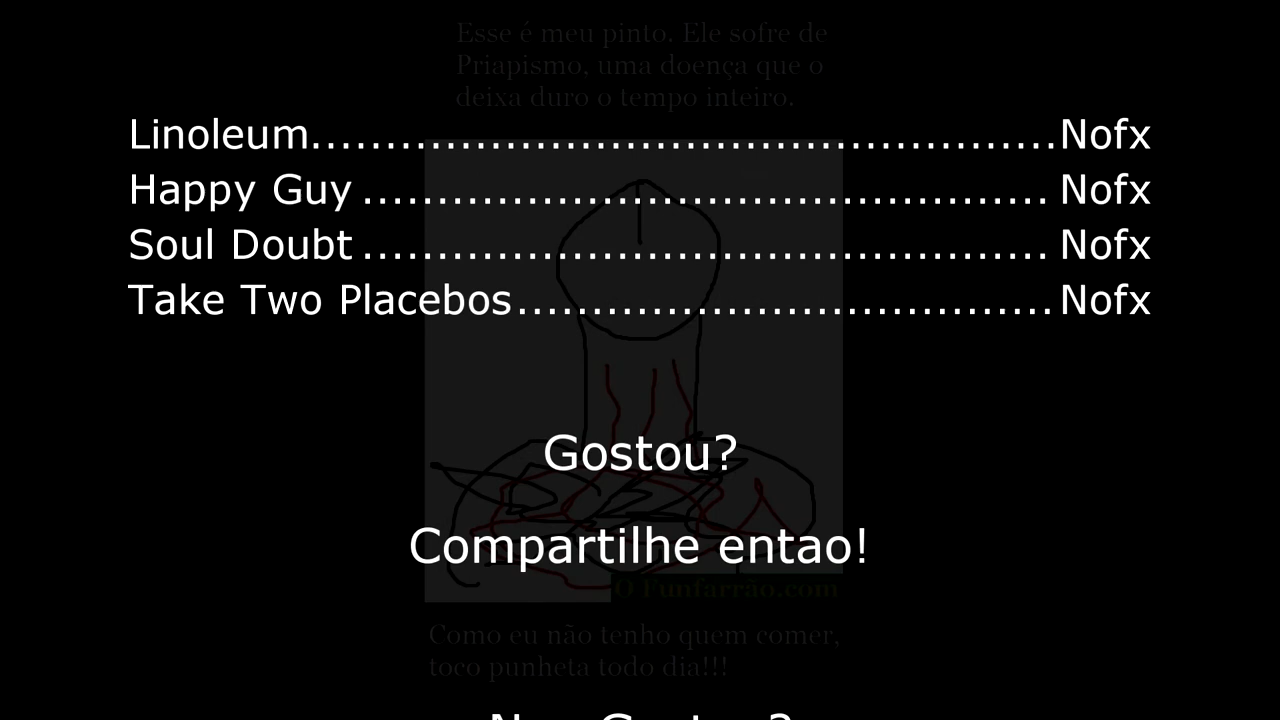 Esse é meu pinto. Ele sofre de
Priapismo, uma doença que o
deixa duro o tempo inteiro.
Linoleum..................................................Nofx
Happy Guy .............................................. Nofx
Soul Doubt .............................................. Nofx
Take Two Placebos....................................Nofx
Gostou?
Compartilhe entao!
O Funfarrão.com
Como eu não tenho quem comer,
toco punheta todo dia!!!